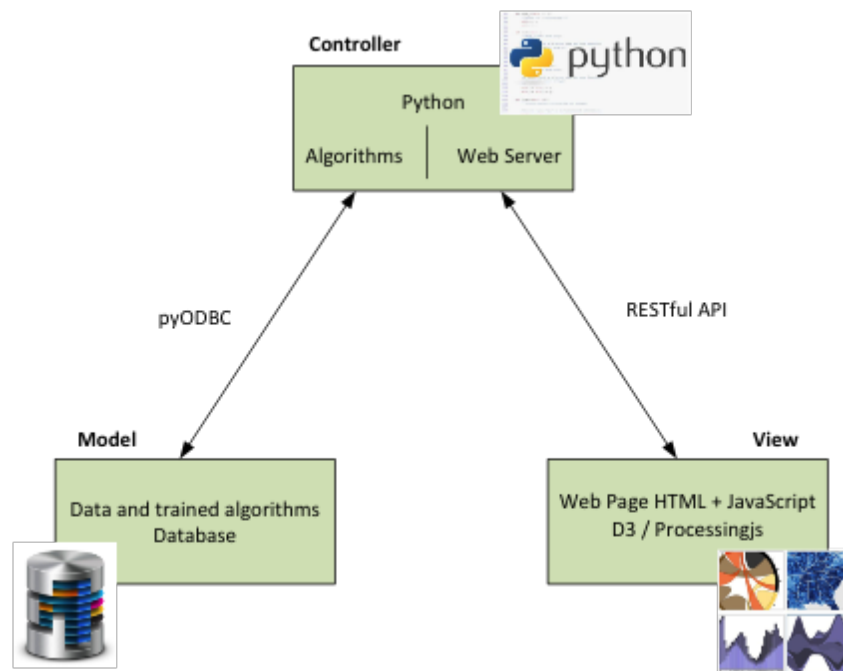 Controller
python
Python
Algorithms
Web Server
pyODBC
RESTful API
Model
View
Data and trained algorithms
Database
Web Page HTML + JavaScript
D3 / Processingjs